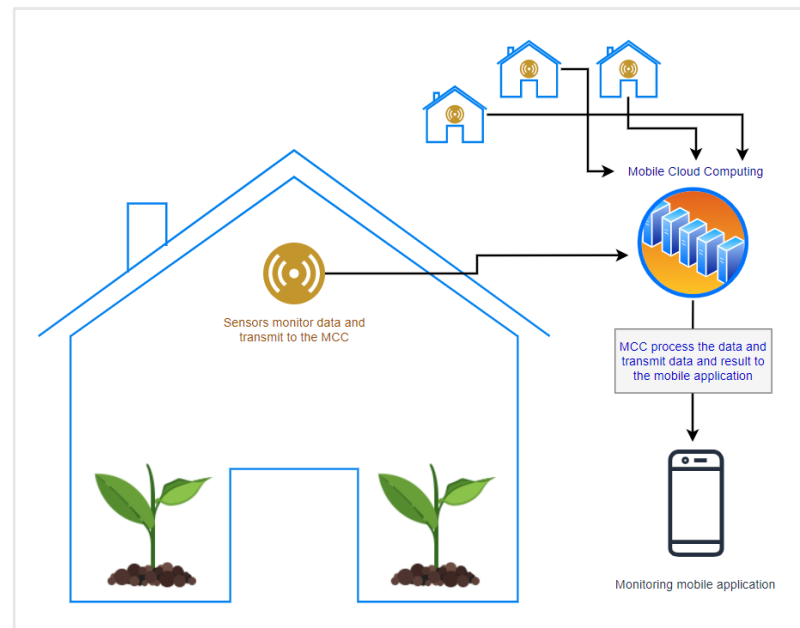 Mobile Cloud Computing
Sensors monitor data and
transmit to the MCC
MCC process the data and
transmit data and result to
the mobile application
Monitoring mobile application